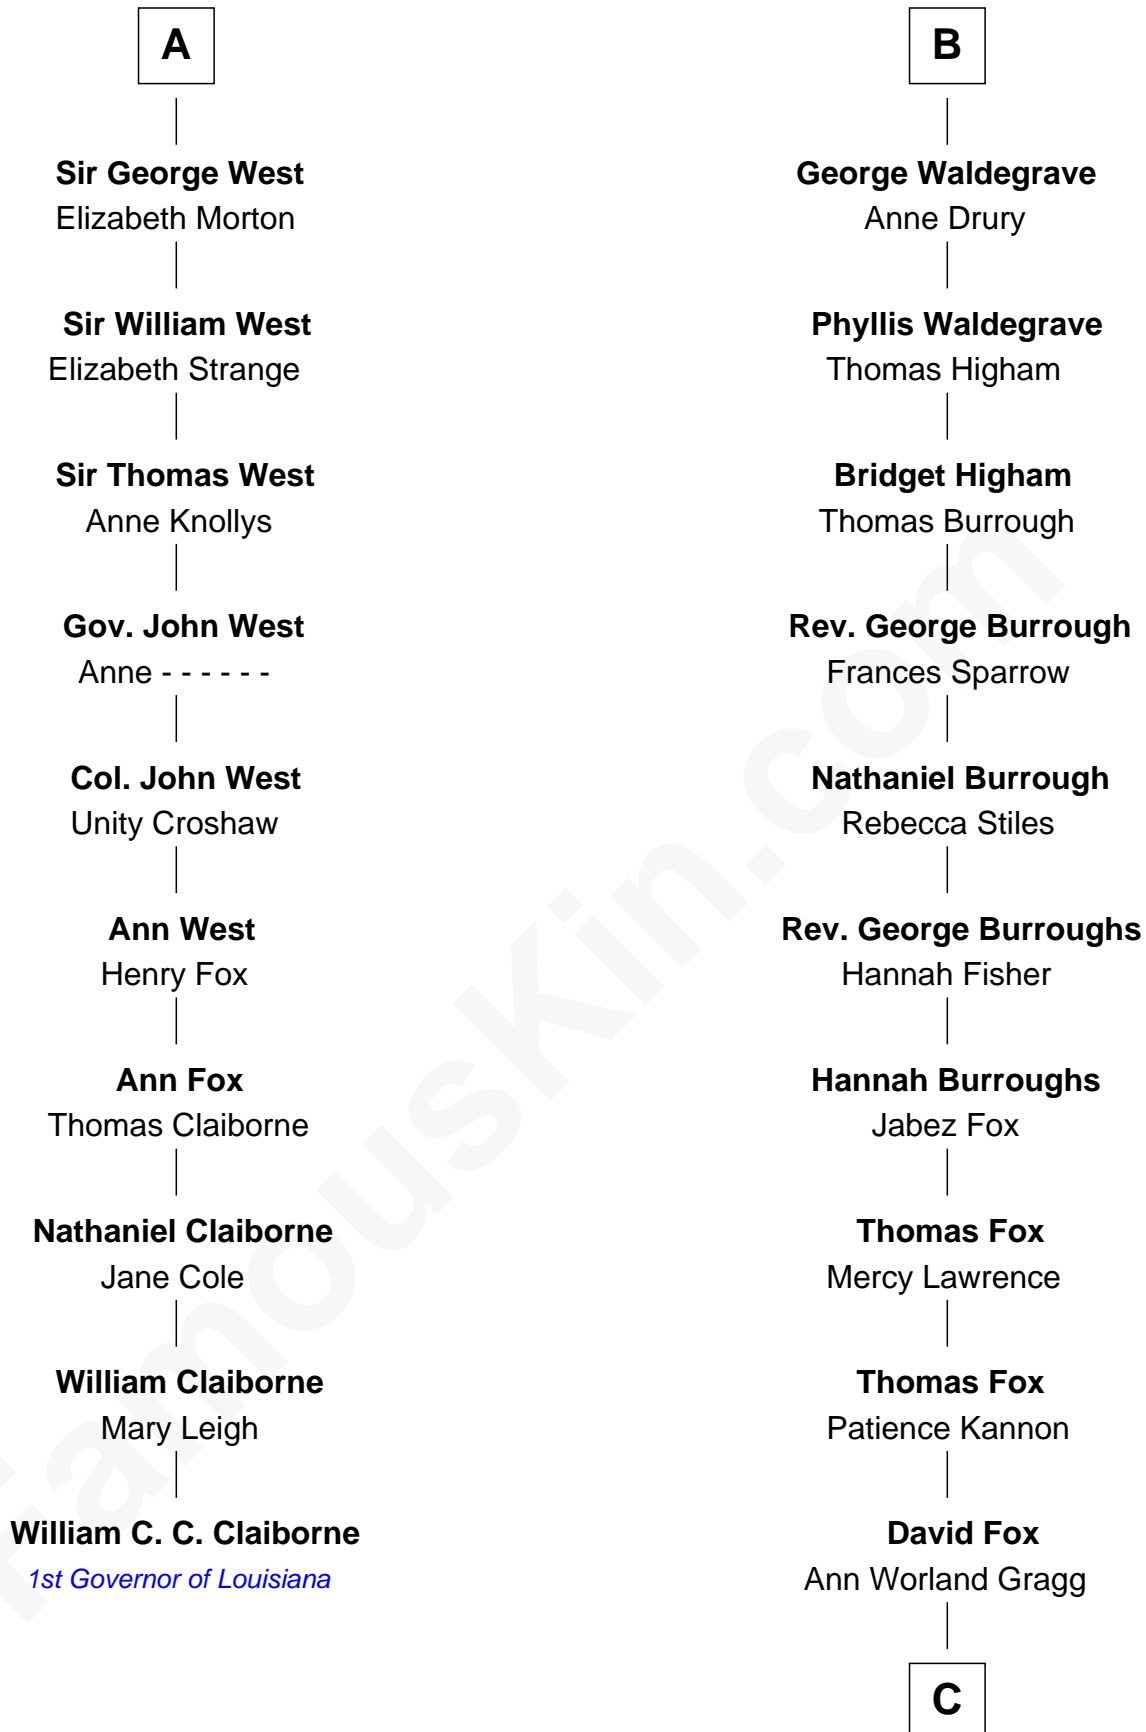 A
Sir George West
Elizabeth Morton
Sir William West
Elizabeth Strange
Sir Thomas West
Anne Knollys
Gov. John West
Anne - - - - - -
Col. John West
Unity Croshaw
Ann West
Henry Fox
Ann Fox
Thomas Claiborne
Nathaniel Claiborne
Jane Cole
William Claiborne
Mary Leigh
William C. C. Claiborne
1st Governor of Louisiana
B
George Waldegrave
Anne Drury
Phyllis Waldegrave
Thomas Higham
Bridget Higham
Thomas Burrough
Rev. George Burrough
Frances Sparrow
Nathaniel Burrough
Rebecca Stiles
Rev. George Burroughs
Hannah Fisher
Hannah Burroughs
Jabez Fox
Thomas Fox
Mercy Lawrence
Thomas Fox
Patience Kannon
David Fox
Ann Worland Gragg
C
FamousKin.com